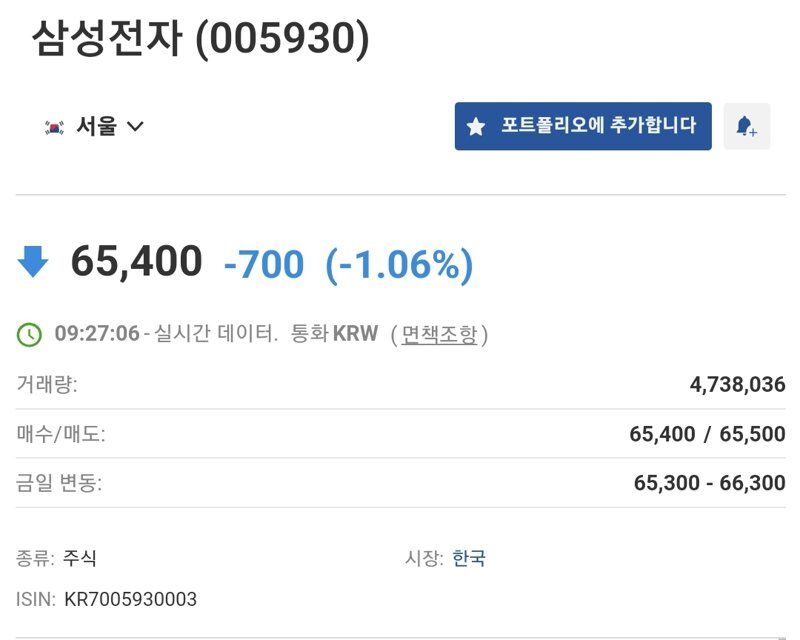 삼성전자 (005930)
서울
포트폴리오에 추가합니다
65,400 -700 (-1.06%)
09:27:06 - 실시간 데이터. 통화 KRW ( 면책조항 )
거래량: 4,738,036
매수/매도: 65,400 / 65,500
금일 변동: 65,300 - 66,300
종류: 주식 시장: 한국
ISIN: KR7005930003